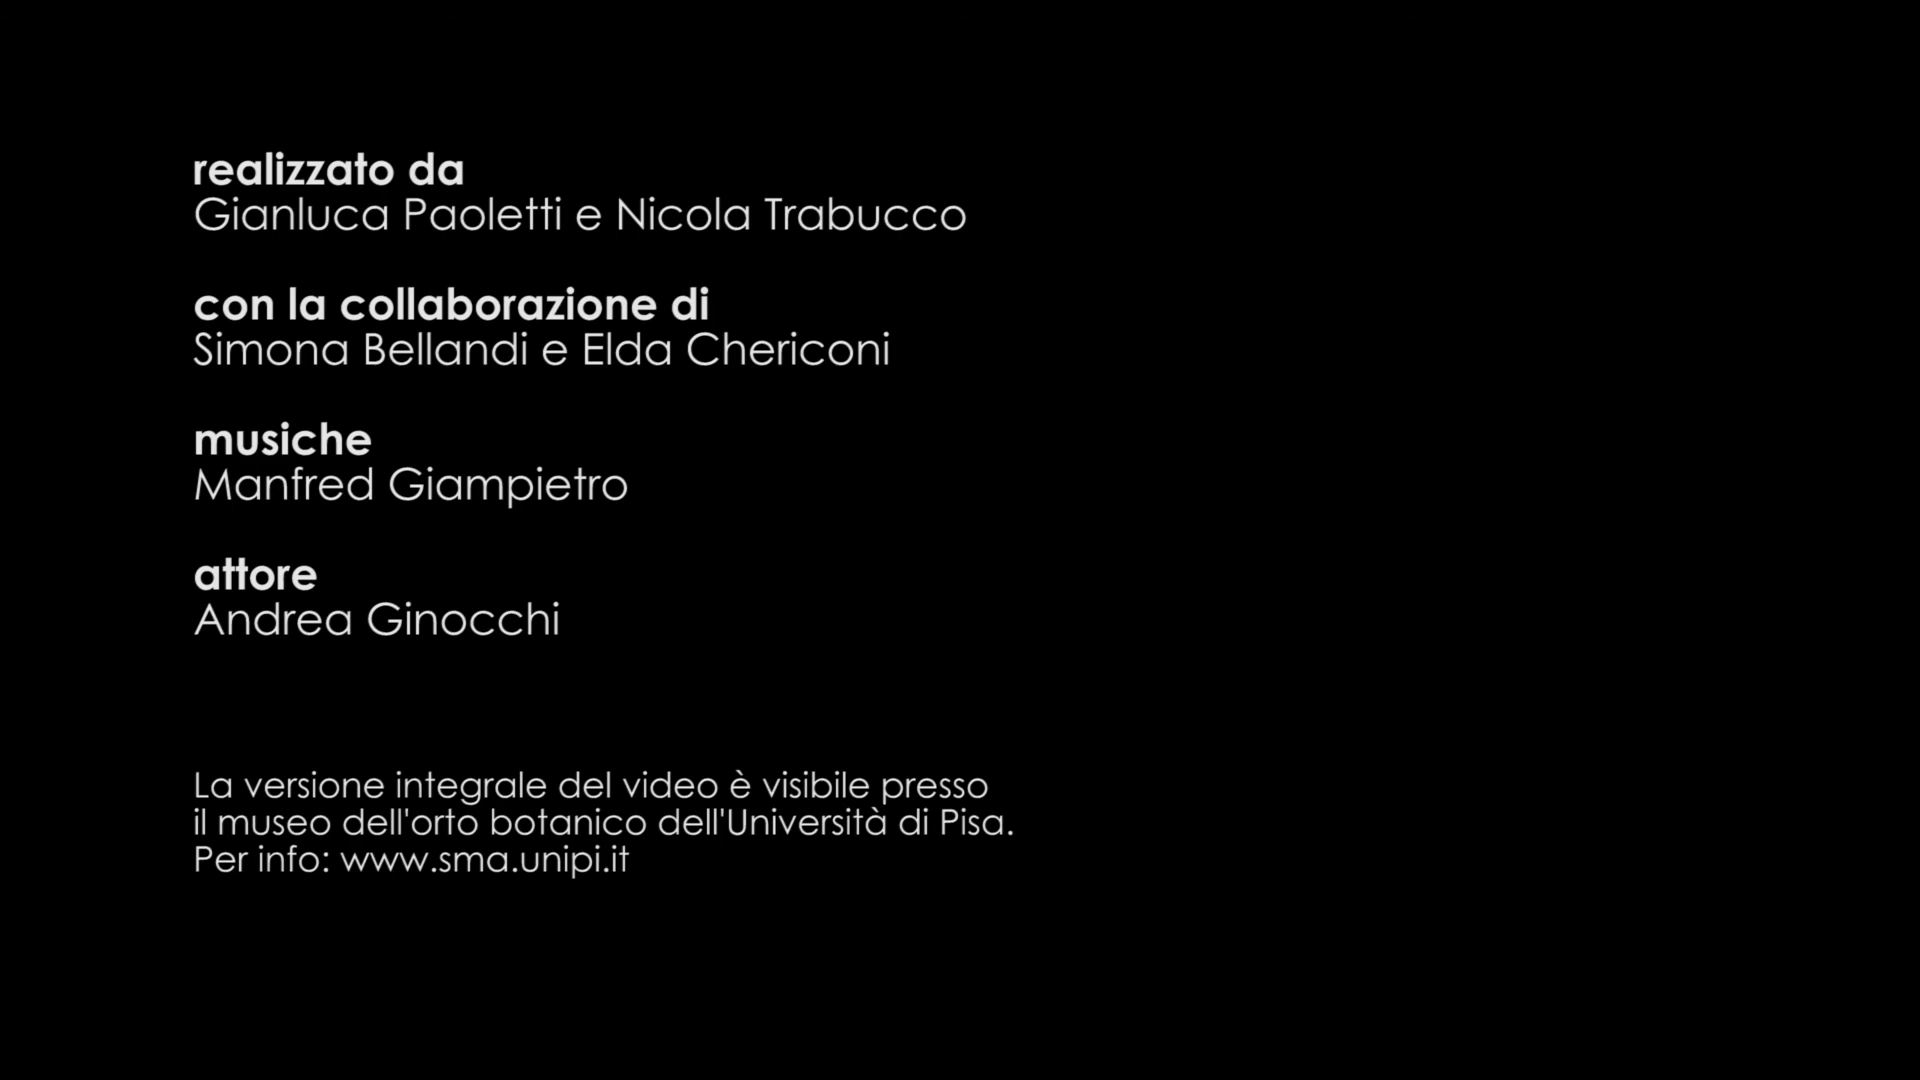 realizzato da
Gianluca Paoletti e Nicola Trabucco
con la collaborazione di
Simona Bellandi e Elda Chericoni
musiche
Manfred Giampietro
attore
Andrea Ginocchi
La versione integrale del video è visibile presso
il museo dell'orto botanico dell'Università di Pisa.
Per info: www.sma.unipi.it